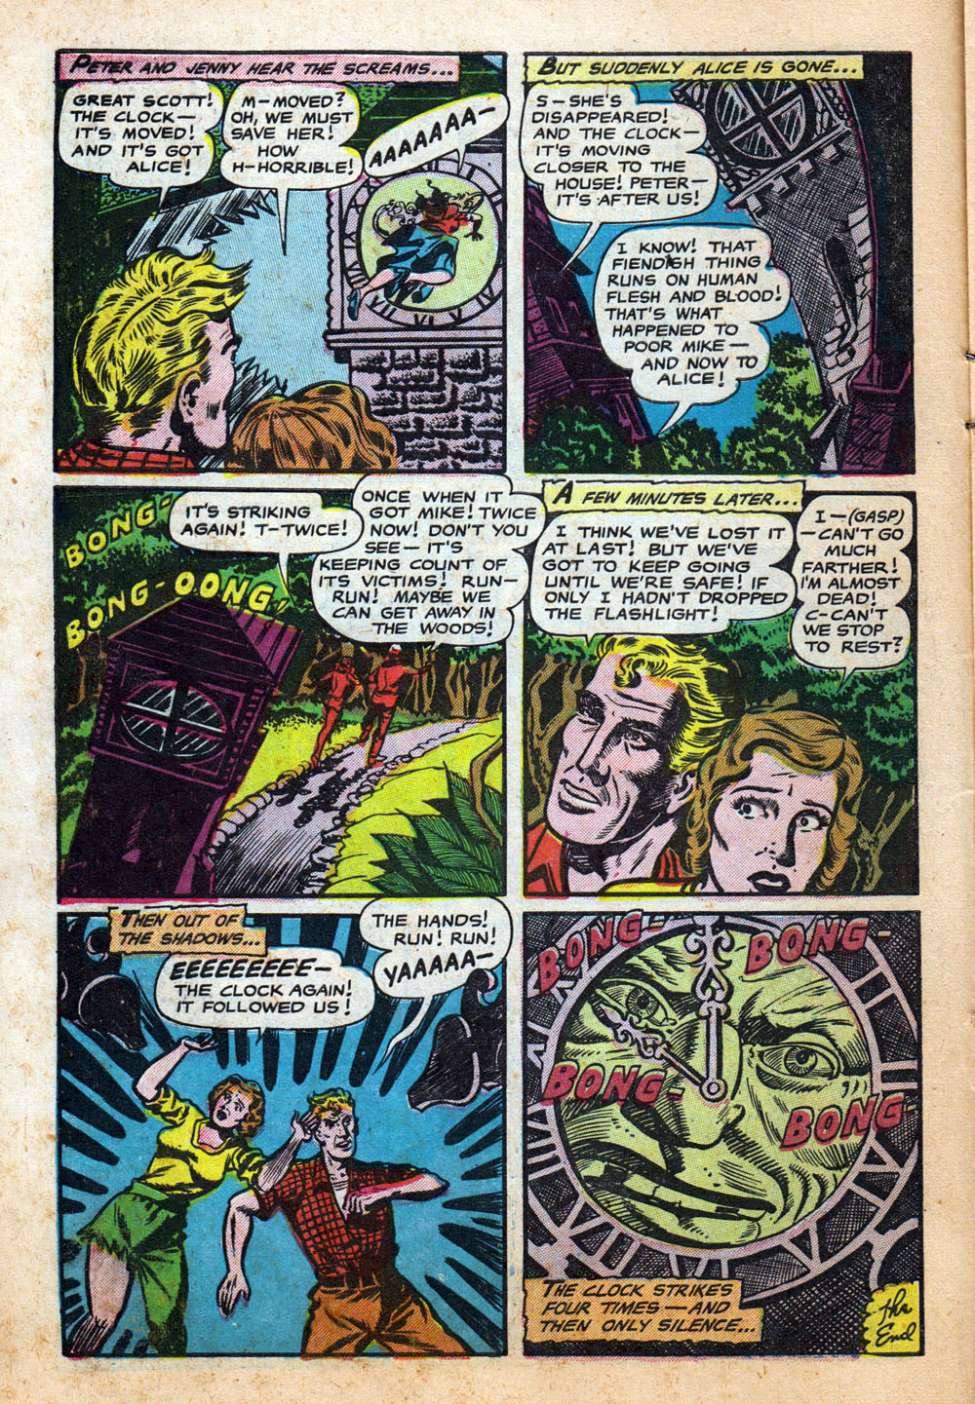 PETER AND JENNY HEAR THE SCREAMS...
GREAT SCOTT!
THE CLOCK—
IT'S MOVED!
AND IT'S GOT
ALICE!
M-MOVED?
OH, WE MUST
SAVE HER!
HOW
H-HORRIBLE!
AAAAAAA-
BUT SUDDENLY ALICE IS GONE...
S-SHE'S
DISAPPEARED!
AND THE CLOCK—
IT'S MOVING
CLOSER TO THE
HOUSE! PETER—
IT'S AFTER US!
I KNOW! THAT
FIENDISH THING
RUNS ON HUMAN
FLESH AND BLOOD!
THAT'S WHAT
HAPPENED TO
POOR MIKE—
AND NOW TO
ALICE!
BONG-
BONG-OONG!
IT'S STRIKING
AGAIN! T-TWICE!
ONCE WHEN IT
GOT MIKE! TWICE
NOW! DON'T YOU
SEE— IT'S
KEEPING COUNT OF
ITS VICTIMS! RUN—
RUN! MAYBE WE
CAN GET AWAY IN
THE WOODS!
A FEW MINUTES LATER...
I THINK WE'VE LOST IT
AT LAST! BUT WE'VE
GOT TO KEEP GOING
UNTIL WE'RE SAFE! IF
ONLY I HADN'T DROPPED
THE FLASHLIGHT!
I—(GASP)
—CAN'T GO
MUCH
FARTHER!
I'M ALMOST
DEAD!
C-CAN'T
WE STOP
TO REST?
THEN OUT OF
THE SHADOWS...
EEEEEEEEE—
THE CLOCK AGAIN!
IT FOLLOWED US!
THE HANDS!
RUN! RUN!
YAAAAA—
BONG-
BONG-
BONG-
BONG-
THE CLOCK STRIKES
FOUR TIMES—AND
THEN ONLY SILENCE...
The
End